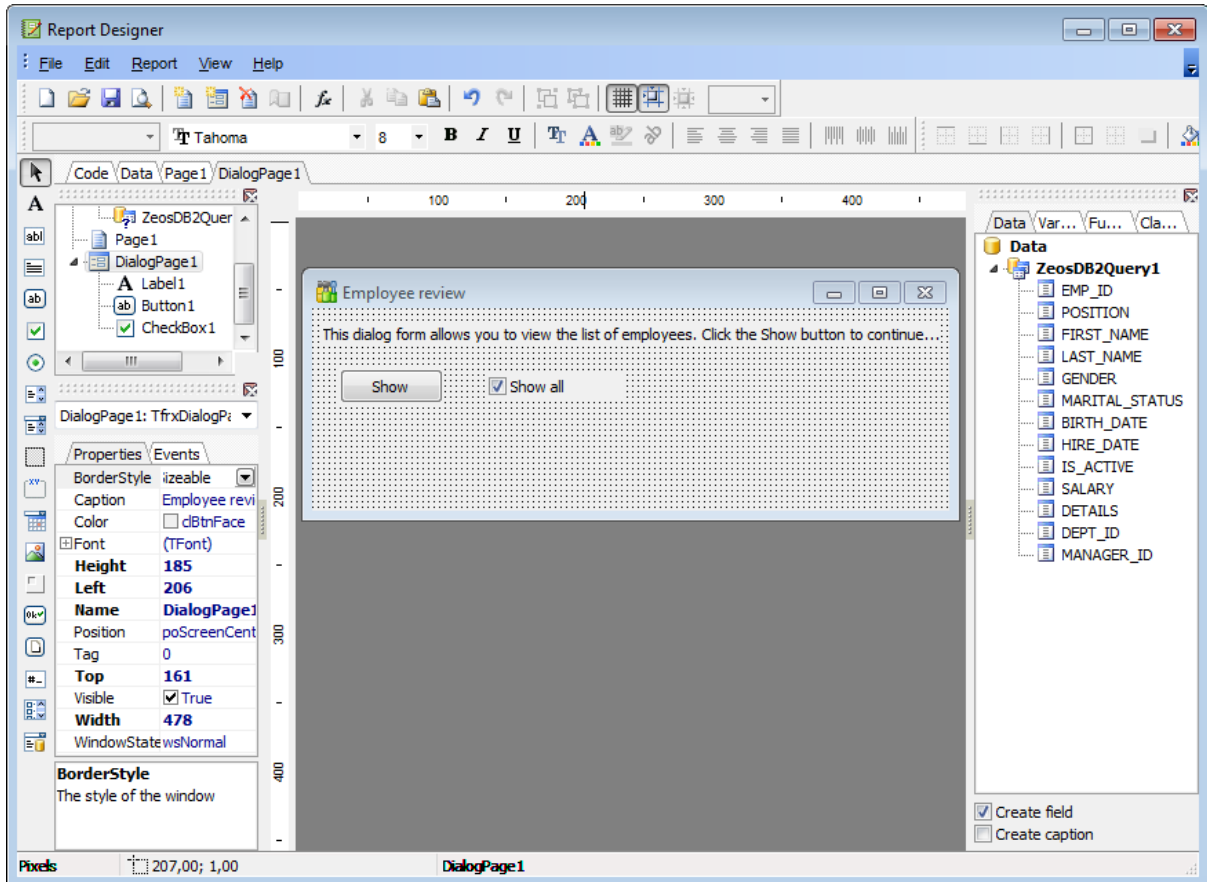 Report Designer
File Edit Report View Help
Tahoma 8 B I U
Code Data Page1 DialogPage1
ZeosDB2Quer
Page1
DialogPage1
A Label1
ab Button1
CheckBox1
DialogPage1: TfrxDialogPa
Properties Events
BorderStyle izeable
Caption Employee revi
Color clBtnFace
Font (TFont)
Height 185
Left 206
Name DialogPage1
Position poScreenCent
Tag 0
Top 161
Visible True
Width 478
WindowState wsNormal
BorderStyle
The style of the window
100 200 300 400
100
200
300
400
Employee review
This dialog form allows you to view the list of employees. Click the Show button to continue...
Show Show all
Data Var... Fu... Cla...
Data
ZeosDB2Query1
EMP_ID
POSITION
FIRST_NAME
LAST_NAME
GENDER
MARITAL_STATUS
BIRTH_DATE
HIRE_DATE
IS_ACTIVE
SALARY
DETAILS
DEPT_ID
MANAGER_ID
Create field
Create caption
Pixels 207,00; 1,00 DialogPage1